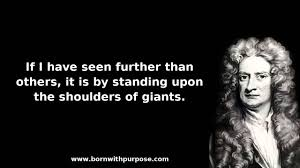 If I have seen further than
others, it is by standing upon
the shoulders of giants.
www.bornwithpurpose.com